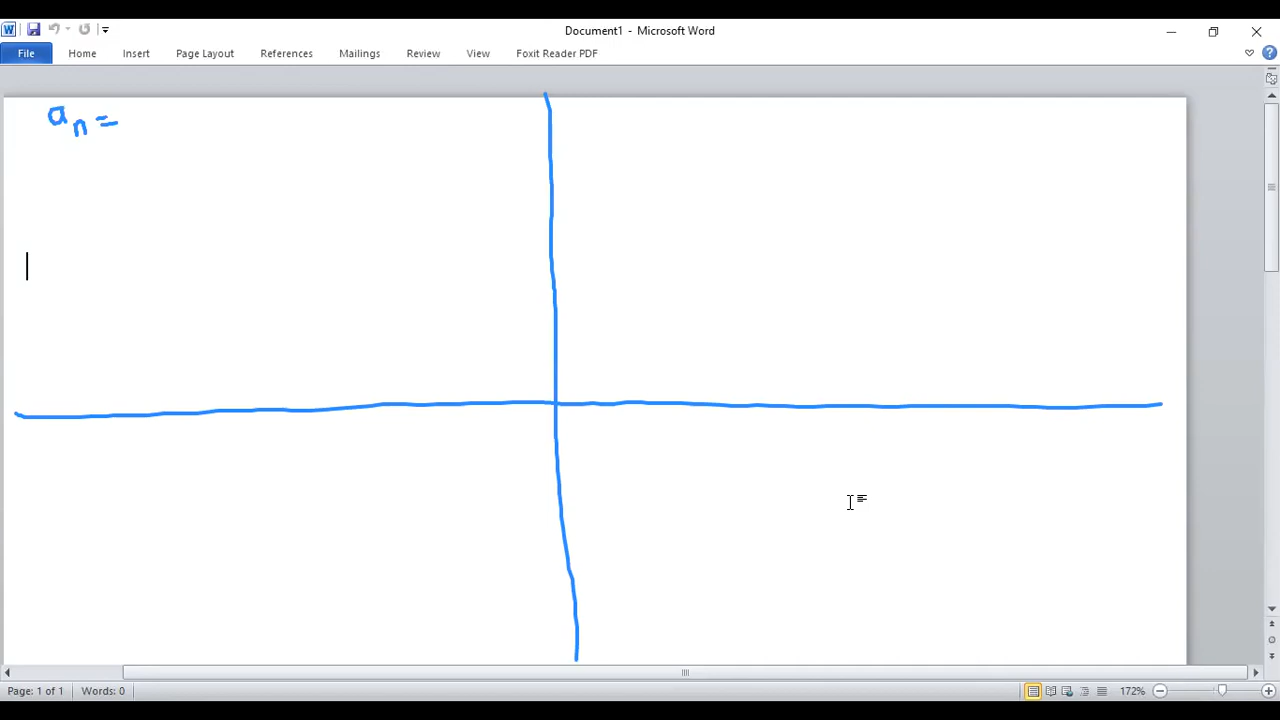 Document1 - Microsoft Word
File Home Insert Page Layout References Mailings Review View Foxit Reader PDF
aₙ =
Page: 1 of 1 Words: 0 172%